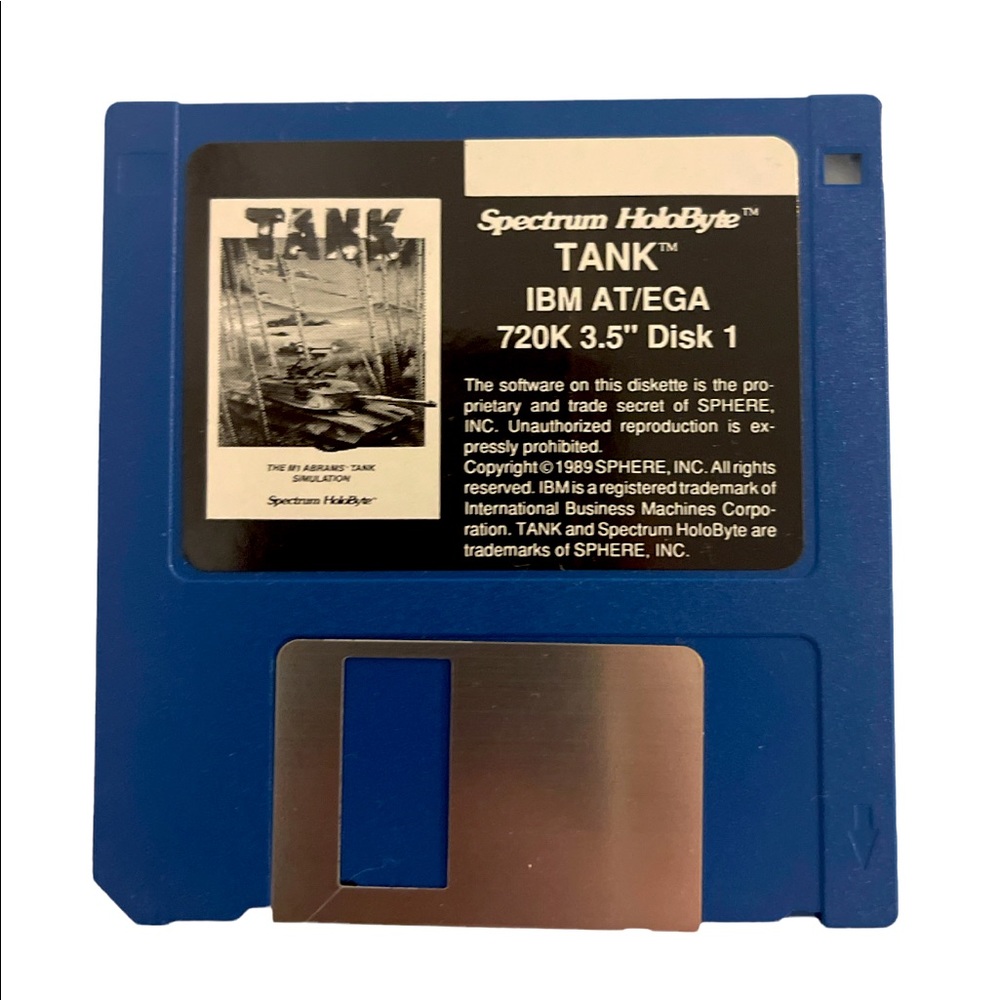 TANK
THE M1 ABRAMS™ TANK
SIMULATION
Spectrum HoloByte™
Spectrum HoloByte™
TANK™
IBM AT/EGA
720K 3.5" Disk 1
The software on this diskette is the pro-
prietary and trade secret of SPHERE,
INC. Unauthorized reproduction is ex-
pressly prohibited.
Copyright © 1989 SPHERE, INC. All rights
reserved. IBM is a registered trademark of
International Business Machines Corpo-
ration. TANK and Spectrum HoloByte are
trademarks of SPHERE, INC.